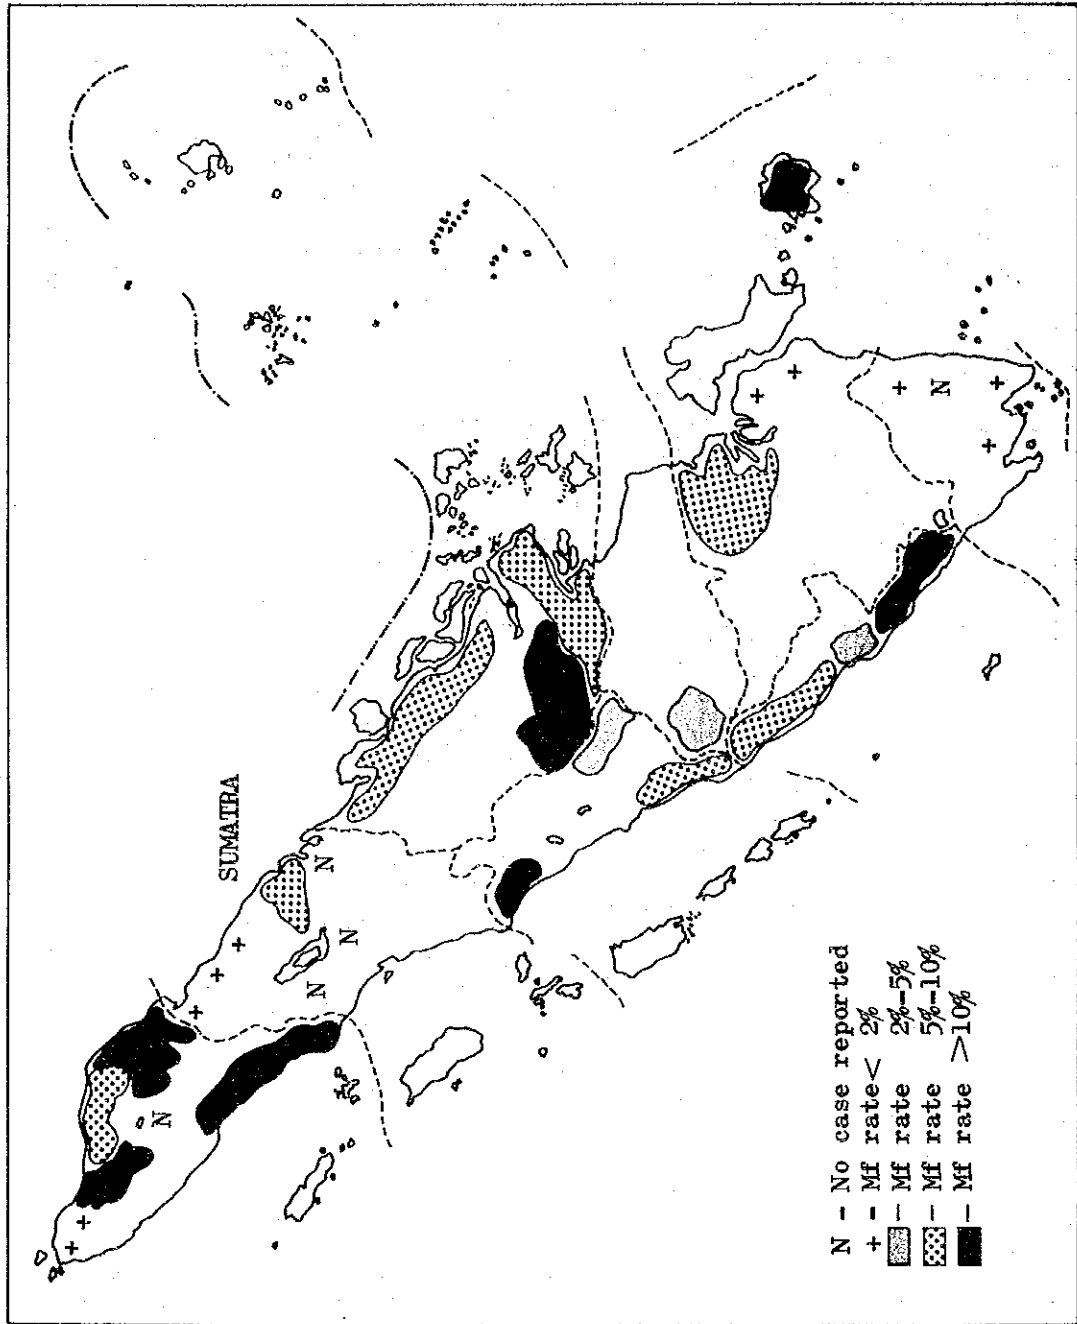 SUMATRA
N
N
N
N
N
N - No case reported
+ - Mf rate < 2%
- Mf rate 2%-5%
- Mf rate 5%-10%
- Mf rate >10%